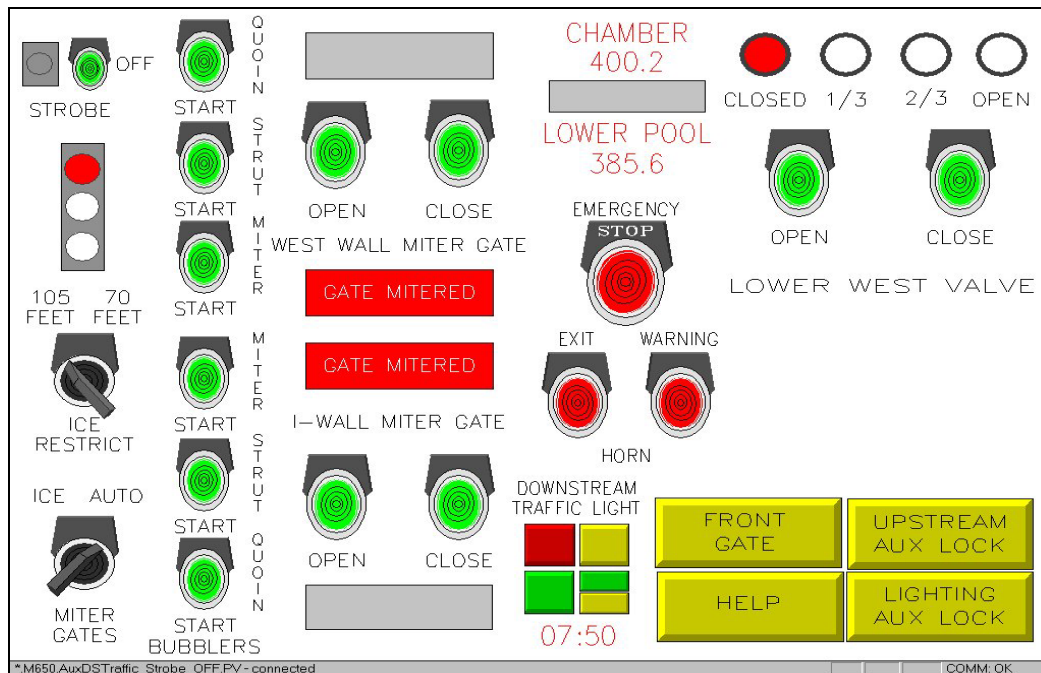 OFF
STROBE
105 70
FEET FEET
ICE
RESTRICT
ICE AUTO
MITER
GATES
QUOIN
START
STRUT
START
MITER
START
MITER
START
STRUT
START
QUOIN
START
BUBBLERS
OPEN CLOSE
WEST WALL MITER GATE
GATE MITERED
GATE MITERED
I-WALL MITER GATE
OPEN CLOSE
CHAMBER
400.2
LOWER POOL
385.6
EMERGENCY
STOP
EXIT WARNING
HORN
DOWNSTREAM
TRAFFIC LIGHT
07:50
CLOSED 1/3 2/3 OPEN
OPEN CLOSE
LOWER WEST VALVE
FRONT
GATE
UPSTREAM
AUX LOCK
HELP
LIGHTING
AUX LOCK
*.M650.AuxDSTraffic_Strobe_OFF.PV - connected
COMM: OK